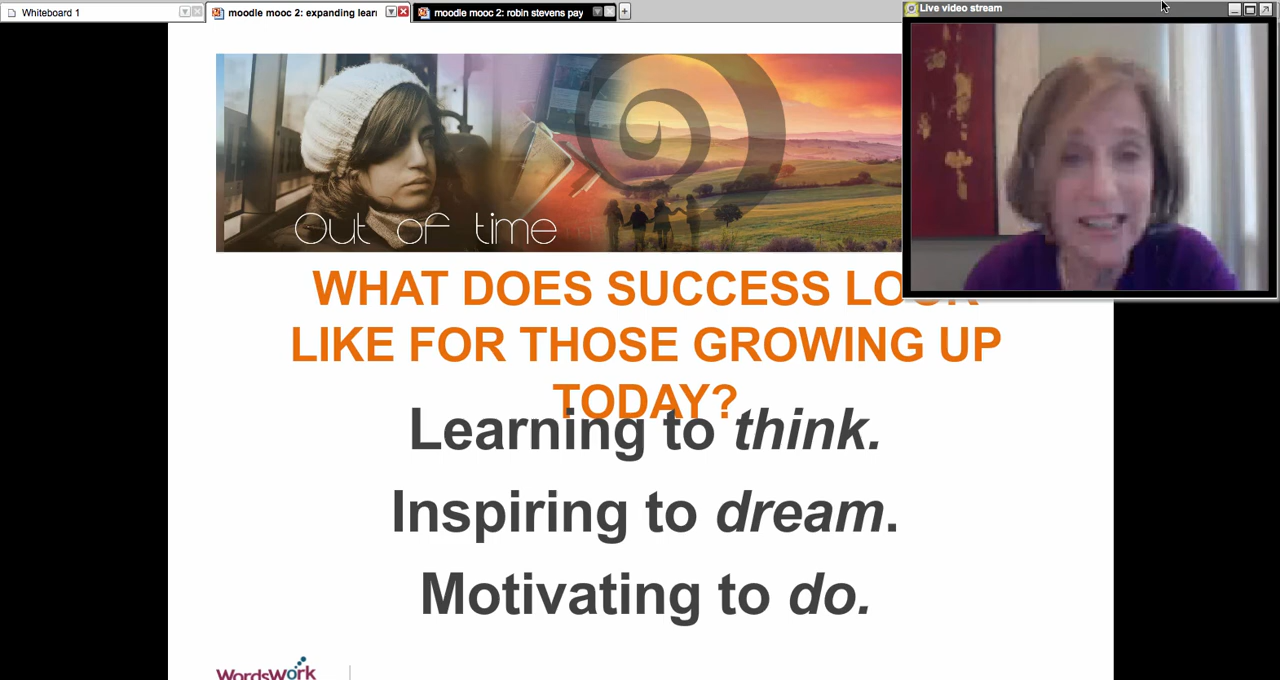 Whiteboard 1
moodle mooc 2: expanding lear
moodle mooc 2: robin stevens pay
Live video stream
Out of time
WHAT DOES SUCCESS LOOK
LIKE FOR THOSE GROWING UP
TODAY?
Learning to think.
Inspiring to dream.
Motivating to do.
WordsWork